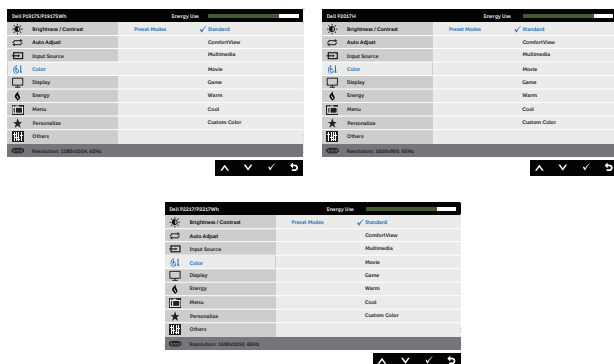 Dell P1917S/P1917SWh Energy Use
Brightness / Contrast Preset Modes ✓ Standard
Auto Adjust ComfortView
Input Source Multimedia
Color Movie
Display Game
Energy Warm
Menu Cool
Personalize Custom Color
Others
Resolution: 1280x1024, 60Hz
Dell P2017H Energy Use
Brightness / Contrast Preset Modes ✓ Standard
Auto Adjust ComfortView
Input Source Multimedia
Color Movie
Display Game
Energy Warm
Menu Cool
Personalize Custom Color
Others
Resolution: 1600x900, 60Hz
Dell P2217/P2217Wh Energy Use
Brightness / Contrast Preset Modes ✓ Standard
Auto Adjust ComfortView
Input Source Multimedia
Color Movie
Display Game
Energy Warm
Menu Cool
Personalize Custom Color
Others
Resolution: 1680x1050, 60Hz